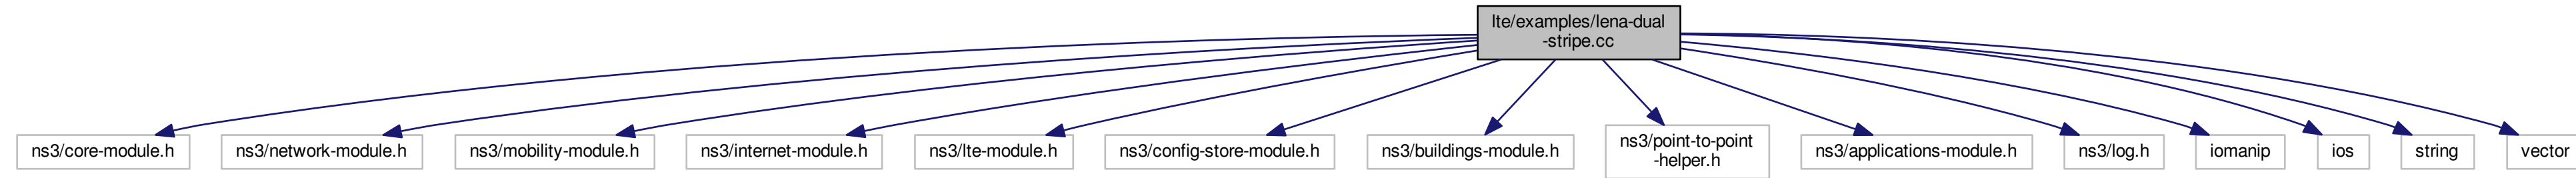 lte/examples/lena-dual
-stripe.cc
ns3/core-module.h
ns3/network-module.h
ns3/mobility-module.h
ns3/internet-module.h
ns3/lte-module.h
ns3/config-store-module.h
ns3/buildings-module.h
ns3/point-to-point
-helper.h
ns3/applications-module.h
ns3/log.h
iomanip
ios
string
vector